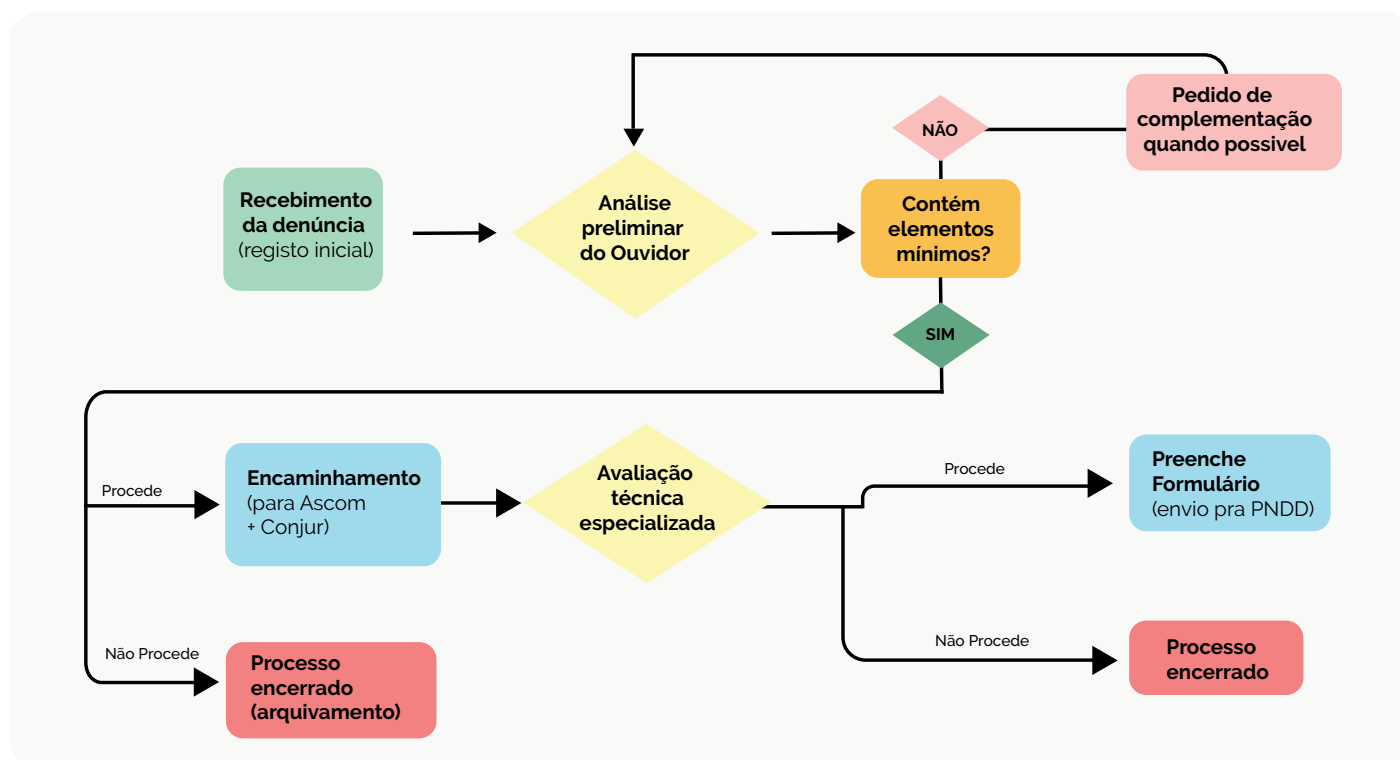 Pedido de
complementação
quando possivel
NÃO
Recebimento
da denúncia
(registo inicial)
Análise
preliminar
do Ouvidor
Contém
elementos
mínimos?
SIM
Procede
Encaminhamento
(para Ascom
+ Conjur)
Avaliação
técnica
especializada
Procede
Preenche
Formulário
(envio pra PNDD)
Não Procede
Processo
encerrado
(arquivamento)
Não Procede
Processo
encerrado